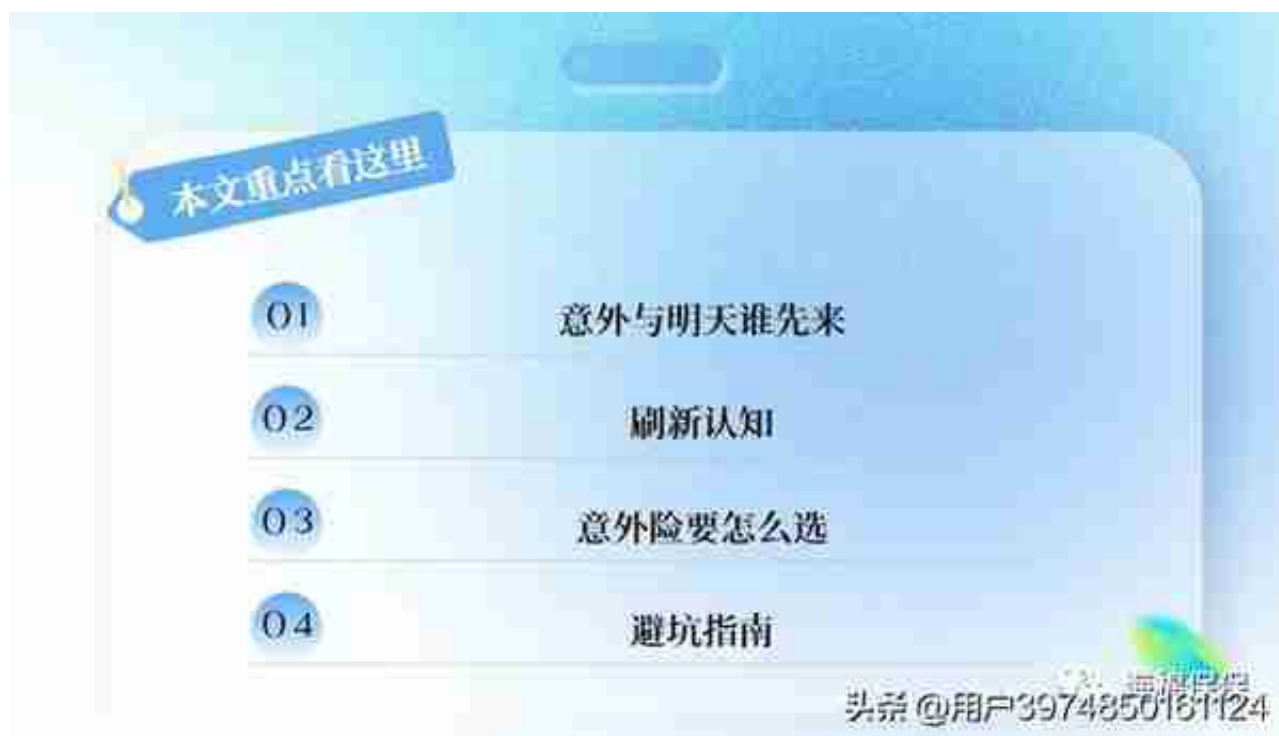 本文重点看这里
01
意外与明天谁先来
02
刷新认知
03
意外险要怎么选
04
避坑指南
头条 @用户3974850161124